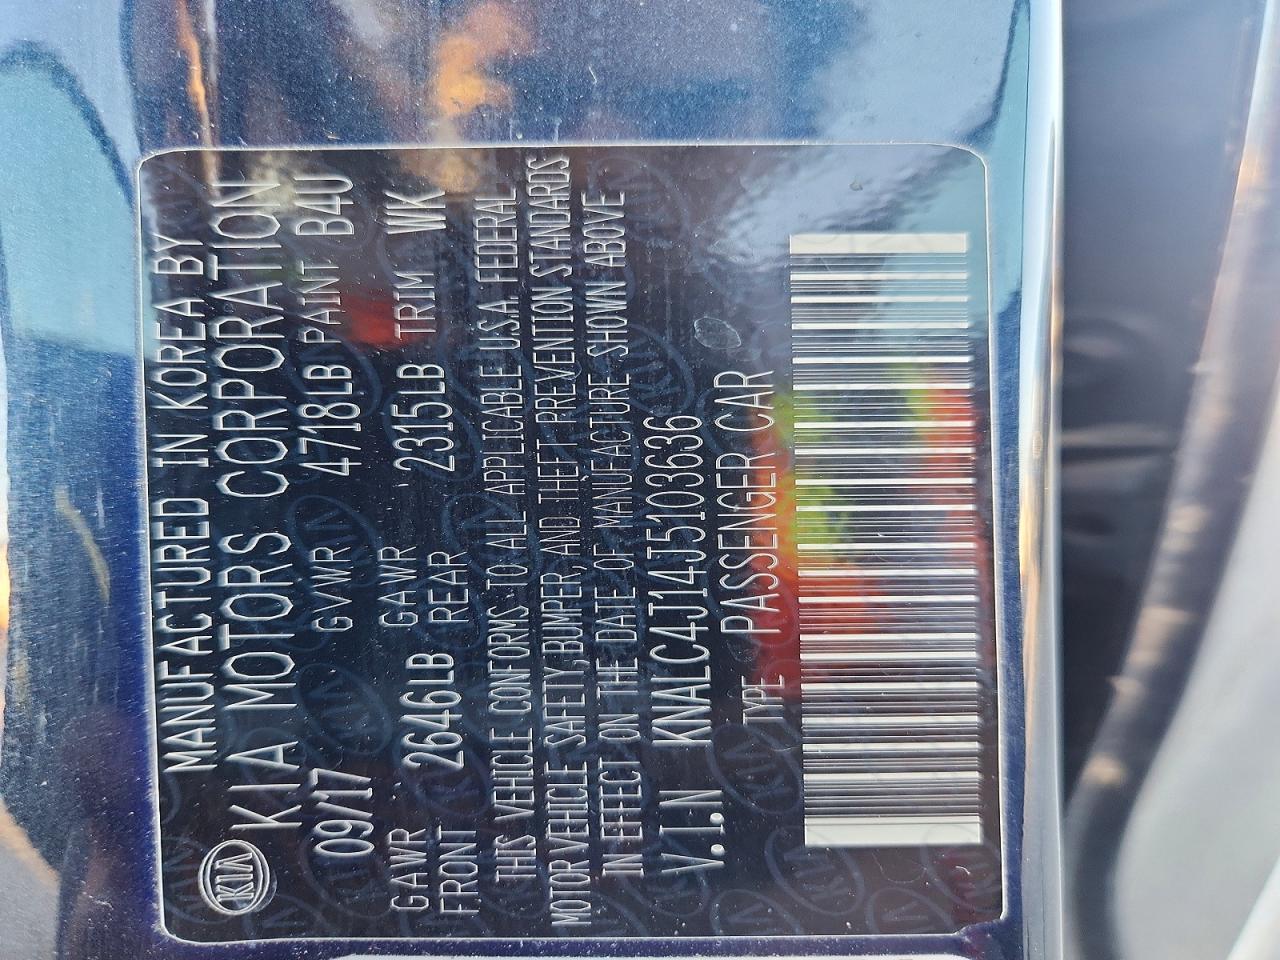 MANUFACTURED IN KOREA BY
KIA KIA MOTORS CORPORATION
09/17 GVWR 4718LB PAINT B4U
GAWR FRONT 2646LB GAWR REAR 2315LB TRIM WK
THIS VEHICLE CONFORMS TO ALL APPLICABLE U.S.A. FEDERAL
MOTOR VEHICLE SAFETY, BUMPER, AND THEFT PREVENTION STANDARDS
IN EFFECT ON THE DATE OF MANUFACTURE SHOWN ABOVE
V.I.N KNALC4J14J5103636
TYPE PASSENGER CAR